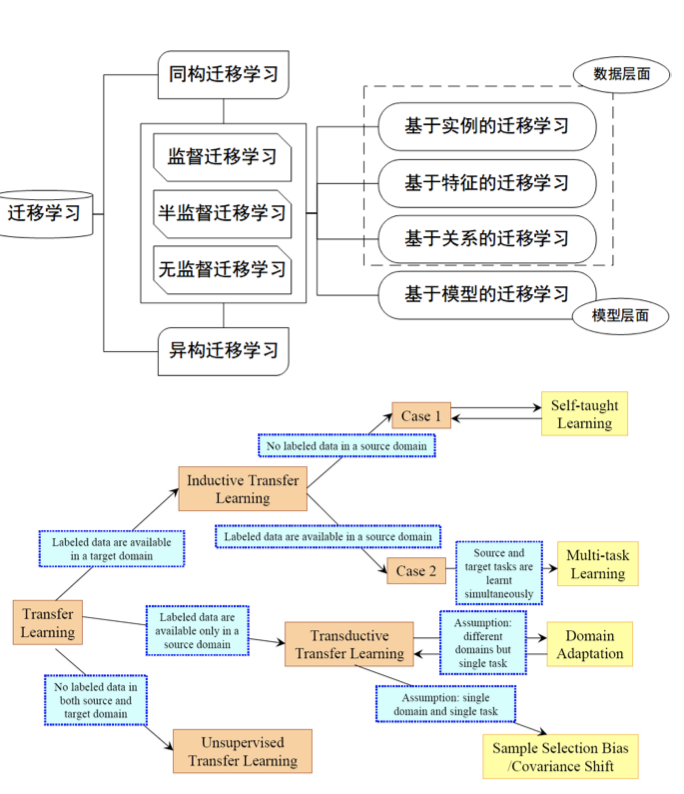 数据层面
同构迁移学习
基于实例的迁移学习
监督迁移学习
基于特征的迁移学习
迁移学习
半监督迁移学习
基于关系的迁移学习
无监督迁移学习
基于模型的迁移学习
模型层面
异构迁移学习
Self-taught
Learning
Case 1
No labeled data in a source domain
Inductive Transfer
Learning
Labeled data are available in a source domain
Labeled data are available
in a target domain
Case 2
Source and
target tasks are
learnt
simultaneously
Multi-task
Learning
Transfer
Learning
Labeled data are
available only in a
source domain
Transductive
Transfer Learning
Assumption:
different
domains but
single task
Domain
Adaptation
No labeled data in
both source and
target domain
Assumption: single
domain and single task
Unsupervised
Transfer Learning
Sample Selection Bias
/Covariance Shift